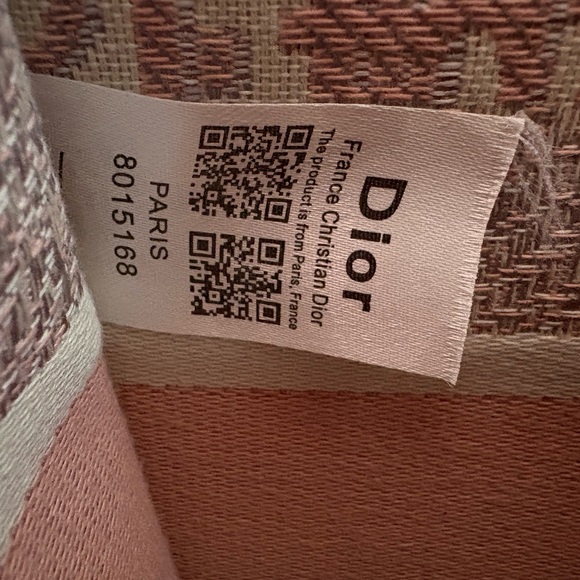 Dior
France Christian Dior
The product is from Paris, France
PARIS
8015168